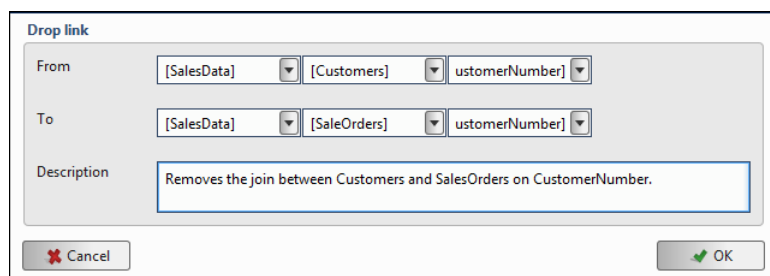 Drop link
From [SalesData] [Customers] ustomerNumber]
To [SalesData] [SaleOrders] ustomerNumber]
Description Removes the join between Customers and SalesOrders on CustomerNumber.
Cancel OK